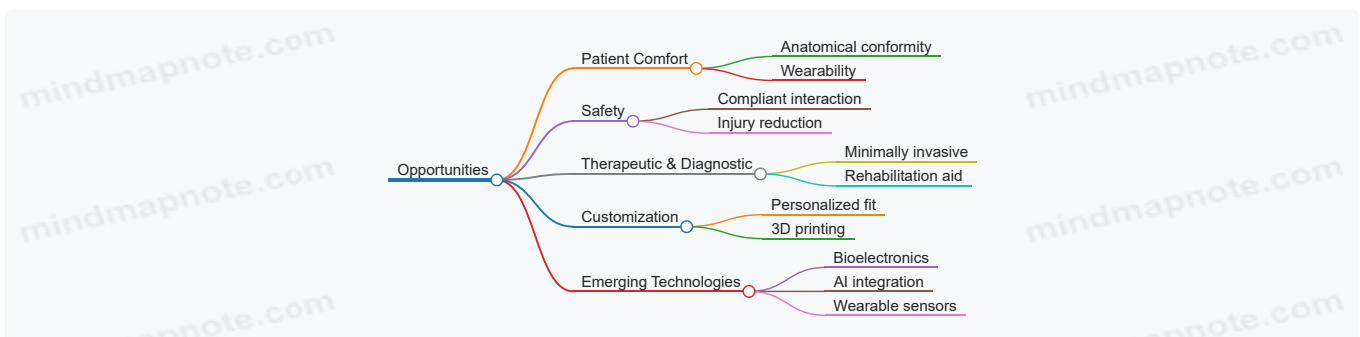 Opportunities
Patient Comfort
Anatomical conformity
Wearability
Safety
Compliant interaction
Injury reduction
Therapeutic & Diagnostic
Minimally invasive
Rehabilitation aid
Customization
Personalized fit
3D printing
Emerging Technologies
Bioelectronics
AI integration
Wearable sensors
mindmapnote.com
mindmapnote.com
mindmapnote.com
mindmapnote.com
mindmapnote.com
mindmapnote.com